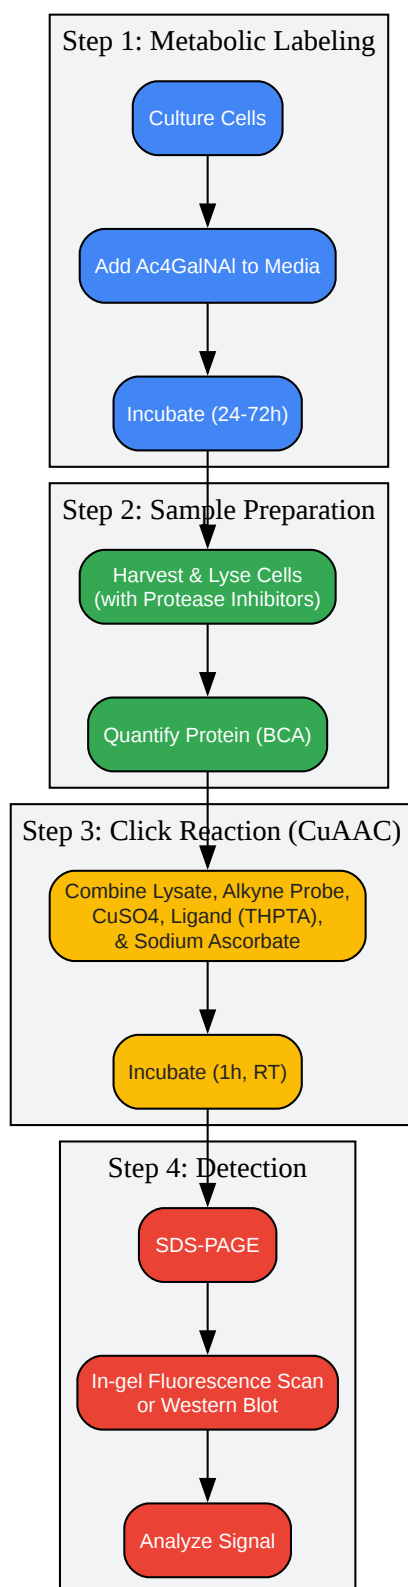 Step 1: Metabolic Labeling
Culture Cells
Add Ac4GalNAl to Media
Incubate (24-72h)
Step 2: Sample Preparation
Harvest & Lyse Cells
(with Protease Inhibitors)
Quantify Protein (BCA)
Step 3: Click Reaction (CuAAC)
Combine Lysate, Alkyne Probe,
CuSO4, Ligand (THPTA),
& Sodium Ascorbate
Incubate (1h, RT)
Step 4: Detection
SDS-PAGE
In-gel Fluorescence Scan
or Western Blot
Analyze Signal